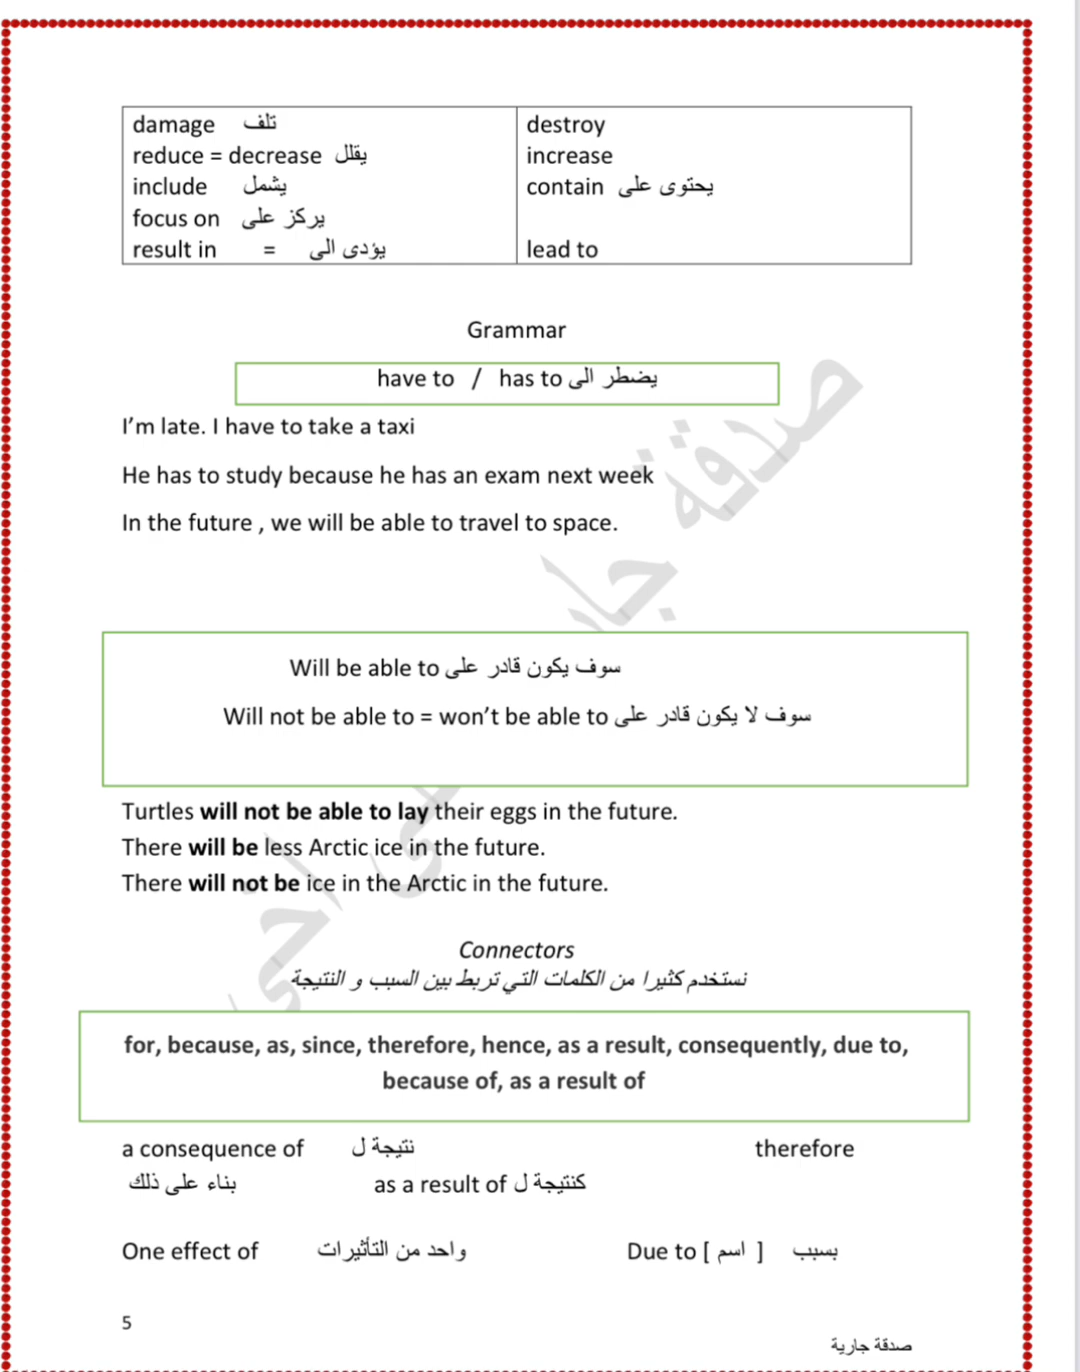 damage تلف destroy
reduce = decrease يقلل increase
include يشمل contain يحتوى على
focus on يركز على
result in = يؤدى الى lead to
Grammar
have to / has to يضطر الى
I’m late. I have to take a taxi
He has to study because he has an exam next week
In the future , we will be able to travel to space.
Will be able to سوف يكون قادر على
Will not be able to = won’t be able to سوف لا يكون قادر على
Turtles will not be able to lay their eggs in the future.
There will be less Arctic ice in the future.
There will not be ice in the Arctic in the future.
Connectors
نستخدم كثيرا من الكلمات التي تربط بين السبب و النتيجة
for, because, as, since, therefore, hence, as a result, consequently, due to,
because of, as a result of
a consequence of نتيجة ل therefore
بناء على ذلك as a result of كنتيجة ل
One effect of واحد من التأثيرات Due to [ اسم ] بسبب
5
صدقة جارية